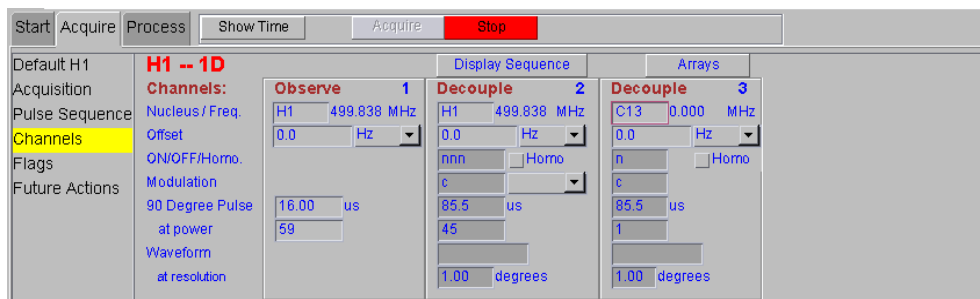 Start Acquire Process Show Time Acquire Stop
Default H1 H1 -- 1D Display Sequence Arrays
Acquisition Channels: Observe 1 Decouple 2 Decouple 3
Pulse Sequence Nucleus / Freq. H1 499.838 MHz H1 499.838 MHz C13 0.000 MHz
Channels Offset 0.0 Hz 0.0 Hz 0.0 Hz
Flags ON/OFF/Homo. nnn Homo n Homo
Future Actions Modulation c c
90 Degree Pulse 16.00 us 85.5 us 85.5 us
at power 59 45 1
Waveform
at resolution 1.00 degrees 1.00 degrees